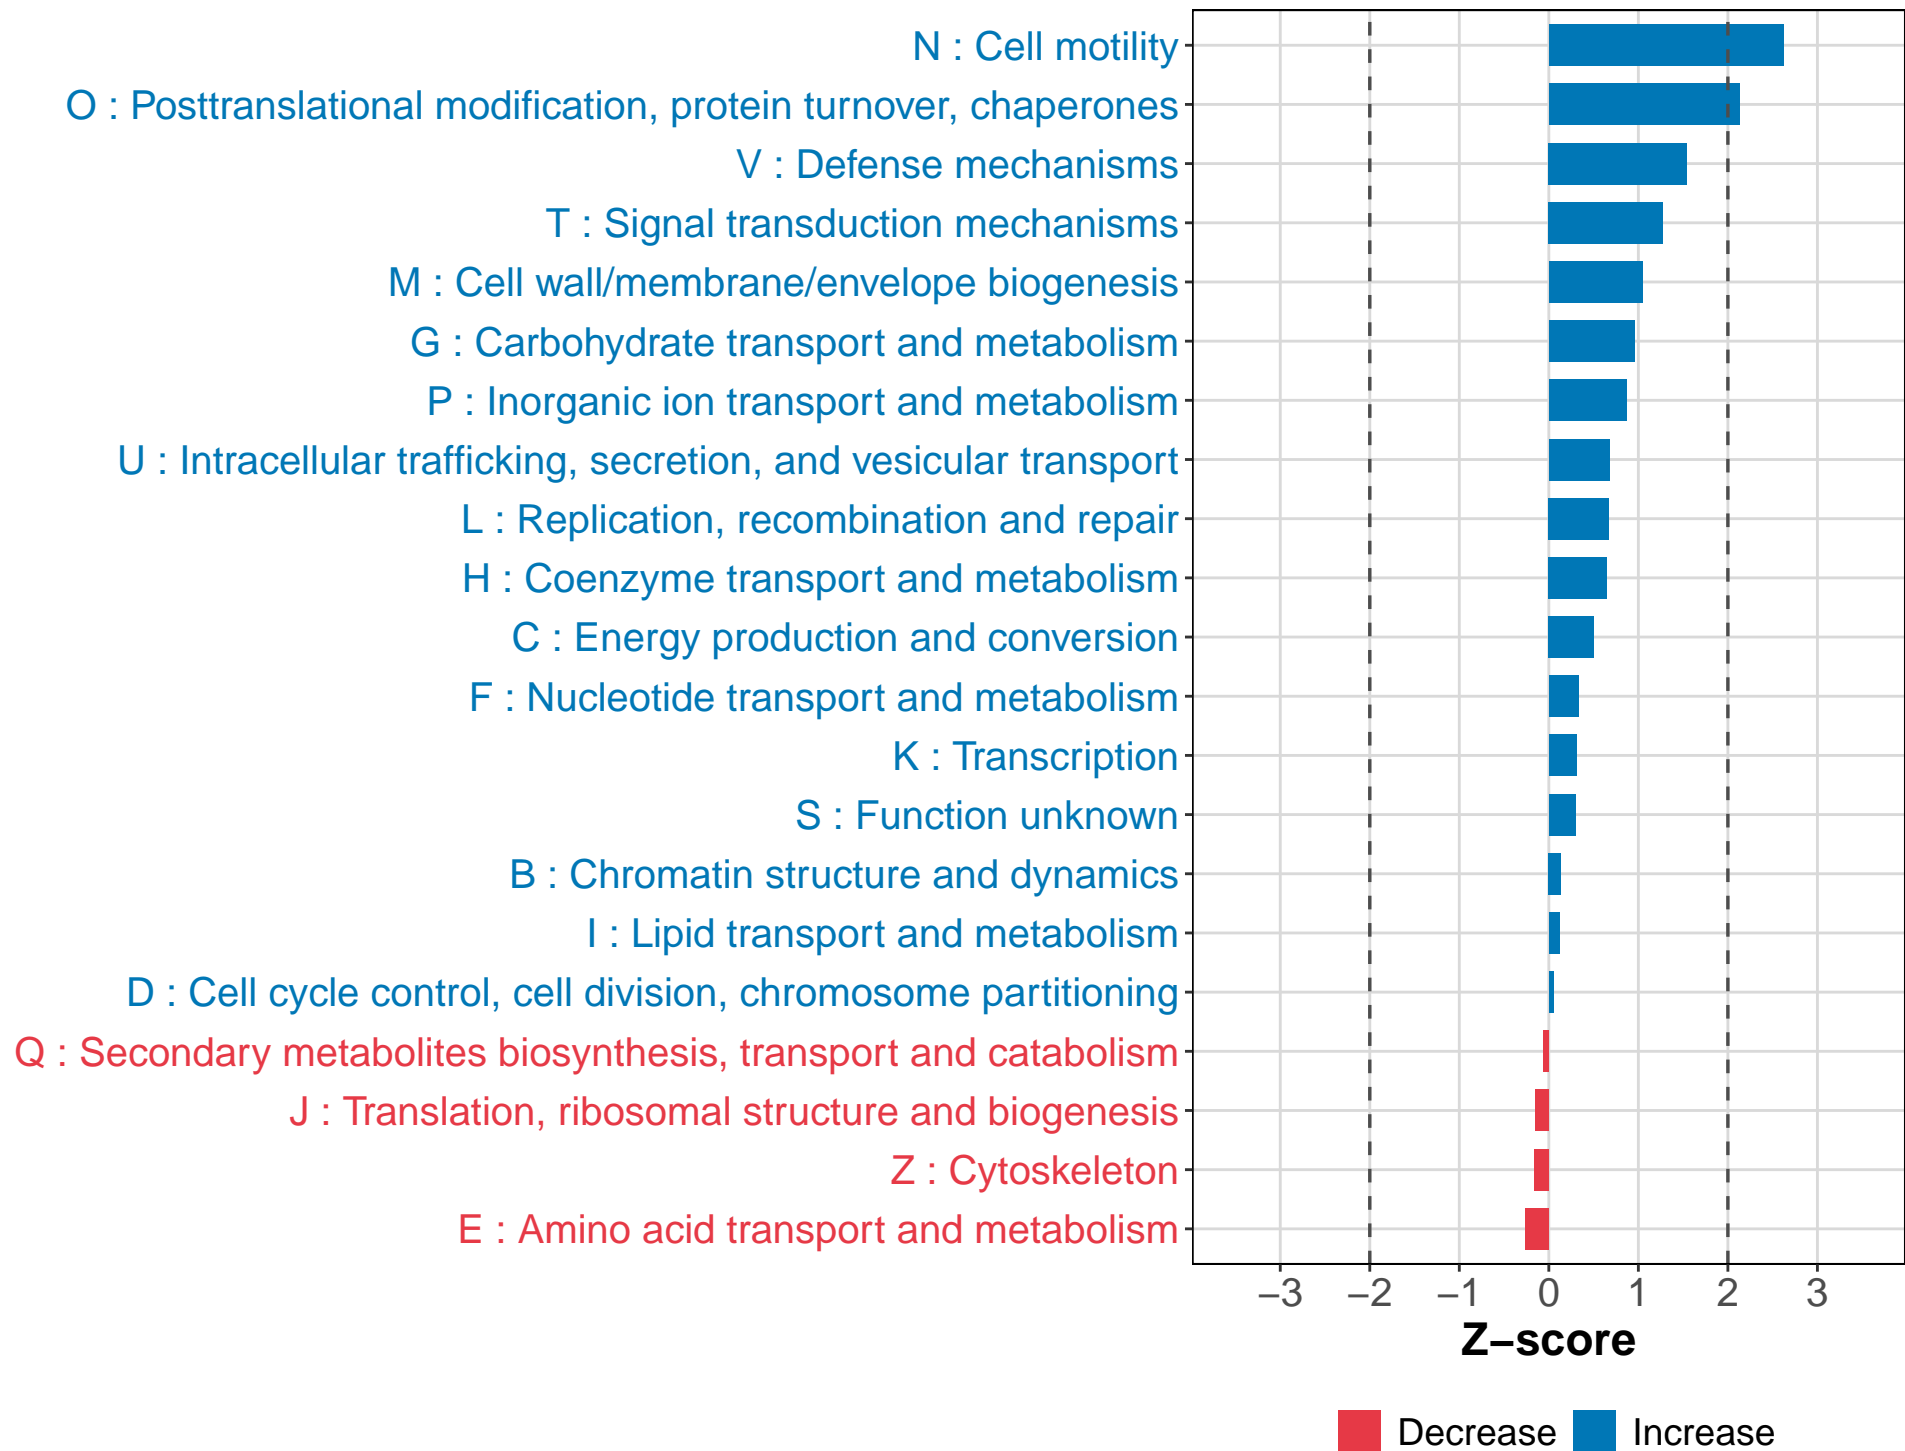 N : Cell motility
O : Posttranslational modification, protein turnover, chaperones
V : Defense mechanisms
T : Signal transduction mechanisms
M : Cell wall/membrane/envelope biogenesis
G : Carbohydrate transport and metabolism
P : Inorganic ion transport and metabolism
U : Intracellular trafficking, secretion, and vesicular transport
L : Replication, recombination and repair
H : Coenzyme transport and metabolism
C : Energy production and conversion
F : Nucleotide transport and metabolism
K : Transcription
S : Function unknown
B : Chromatin structure and dynamics
I : Lipid transport and metabolism
D : Cell cycle control, cell division, chromosome partitioning
Q : Secondary metabolites biosynthesis, transport and catabolism
J : Translation, ribosomal structure and biogenesis
Z : Cytoskeleton
E : Amino acid transport and metabolism
−3 −2 −1 0 1 2 3
Z−score
Decrease Increase